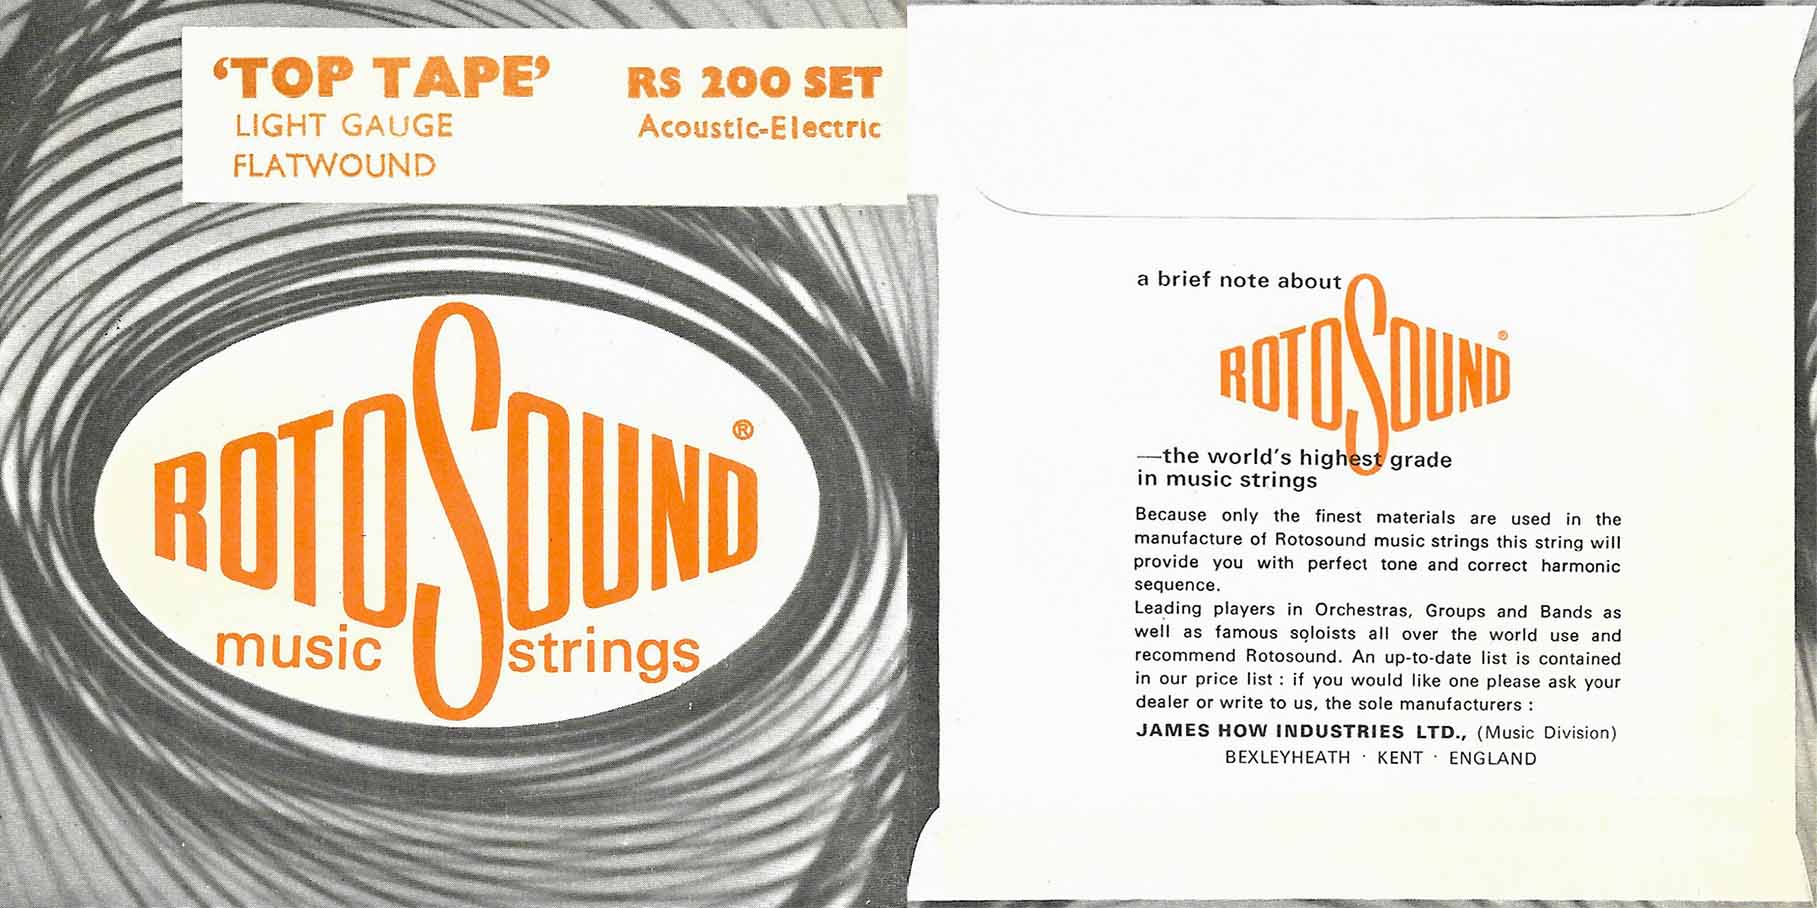 ‘TOP TAPE’
LIGHT GAUGE
FLATWOUND
RS 200 SET
Acoustic-Electric
ROTOSOUND®
music strings
a brief note about
ROTOSOUND®
—the world's highest grade
in music strings
Because only the finest materials are used in the
manufacture of Rotosound music strings this string will
provide you with perfect tone and correct harmonic
sequence.
Leading players in Orchestras, Groups and Bands as
well as famous soloists all over the world use and
recommend Rotosound. An up-to-date list is contained
in our price list : if you would like one please ask your
dealer or write to us, the sole manufacturers :
JAMES HOW INDUSTRIES LTD., (Music Division)
BEXLEYHEATH · KENT · ENGLAND